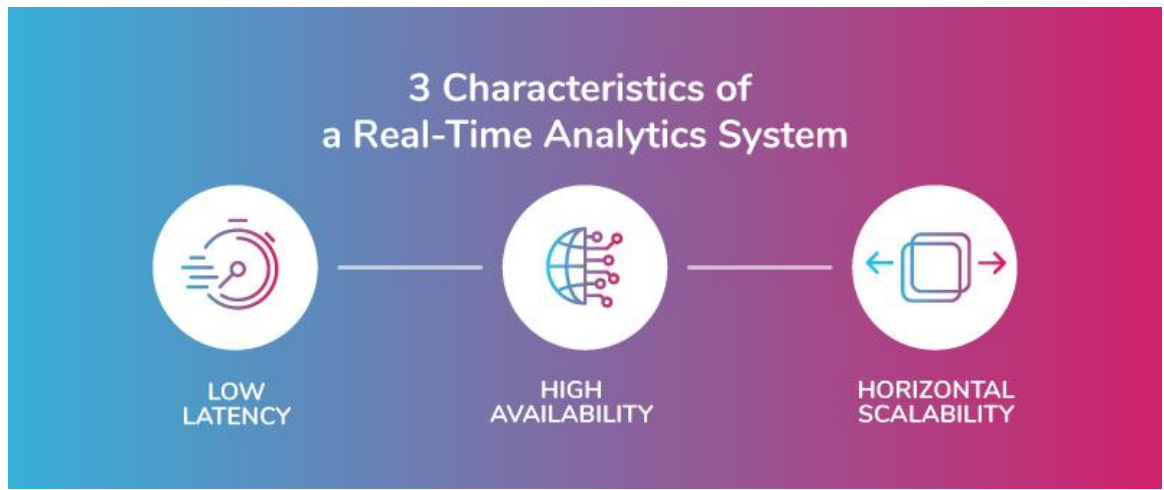 3 Characteristics of
a Real-Time Analytics System
LOW
LATENCY
HIGH
AVAILABILITY
HORIZONTAL
SCALABILITY